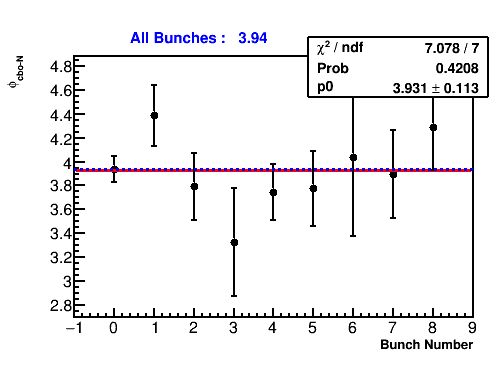 All Bunches :   3.94
χ² / ndf 7.078 / 7
Prob 0.4208
p0 3.931 ± 0.113
ϕcbo-N
4.8
4.6
4.4
4.2
4
3.8
3.6
3.4
3.2
3
2.8
−1 0 1 2 3 4 5 6 7 8 9
Bunch Number